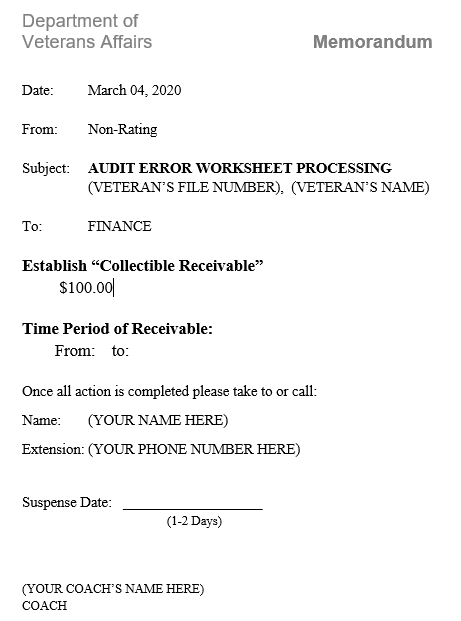 Department of
Veterans Affairs
Memorandum
Date: March 04, 2020
From: Non-Rating
Subject: AUDIT ERROR WORKSHEET PROCESSING
(VETERAN’S FILE NUMBER), (VETERAN’S NAME)
To: FINANCE
Establish “Collectible Receivable”
$100.00
Time Period of Receivable:
From: to:
Once all action is completed please take to or call:
Name: (YOUR NAME HERE)
Extension: (YOUR PHONE NUMBER HERE)
Suspense Date: ____________________
(1-2 Days)
(YOUR COACH’S NAME HERE)
COACH